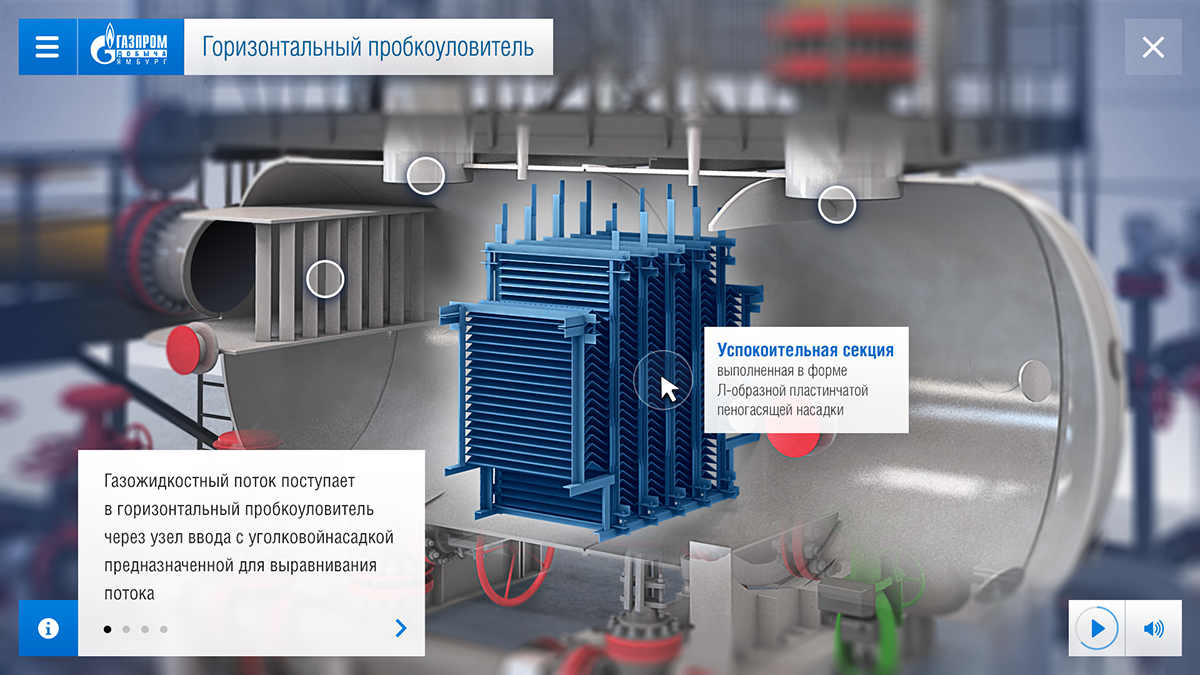 ГАЗПРОМ
ДОБЫЧА
ЯМБУРГ
Горизонтальный пробкоуловитель
Успокоительная секция
выполненная в форме
Л-образной пластинчатой
пеногасящей насадки
Газожидкостный поток поступает
в горизонтальный пробкоуловитель
через узел ввода с уголковойнасадкой
предназначенной для выравнивания
потока